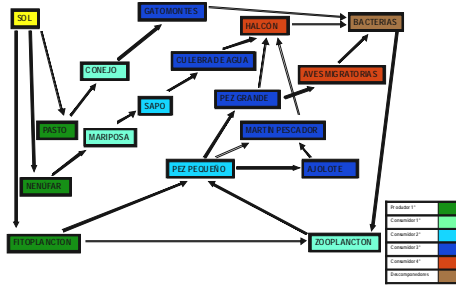 GATOMONTES
SOL
BACTERIAS
HALCÓN
CULEBRA DE AGUA
CONEJO
AVES MIGRATORIAS
SAPO
PEZ GRANDE
PASTO
MARIPOSA
MARTIN PESCADOR
PEZ PEQUEÑO
AJOLOTE
NENÚFAR
FITOPLANCTON
ZOOPLANCTON
Productor 1°
Consumidor 1°
Consumidor 2°
Consumidor 3°
Consumidor 4°
Descomponedores